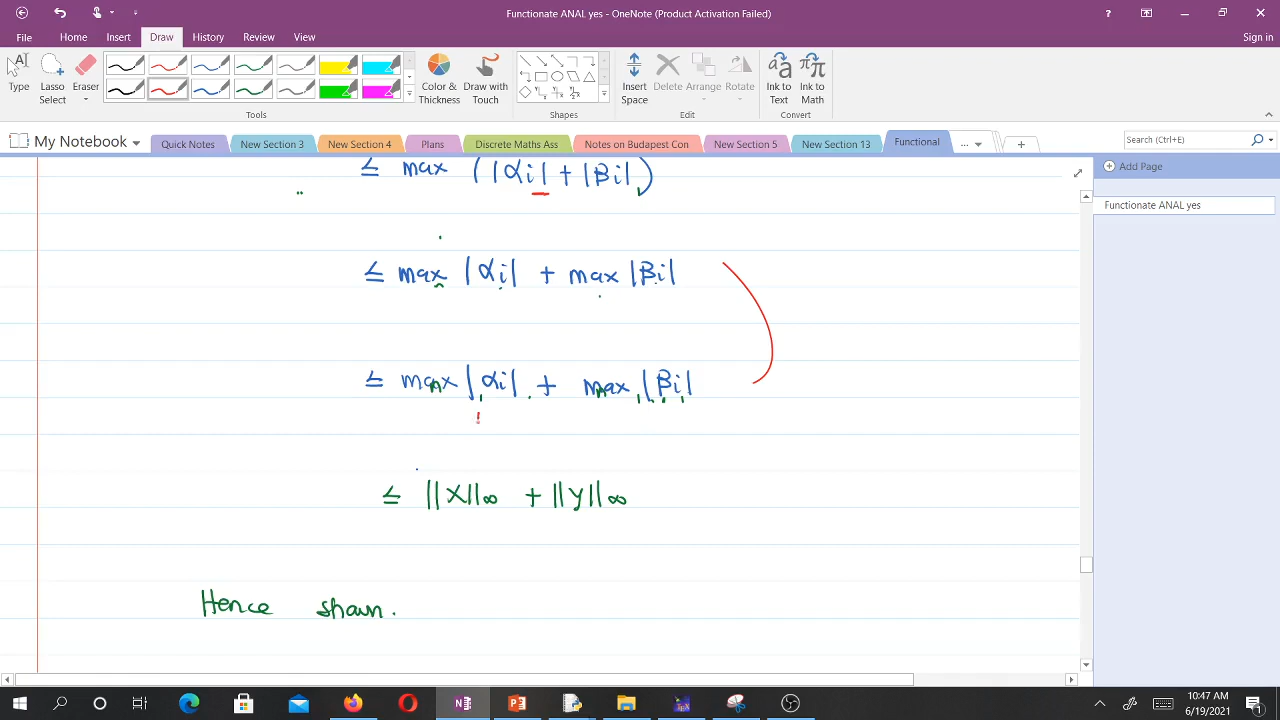 Functionate ANAL yes - OneNote (Product Activation Failed)
File Home Insert Draw History Review View
Sign in
Type Lasso Select Eraser
Color & Thickness
Draw with Touch
Insert Space
Delete Arrange Rotate
Ink to Text
Ink to Math
Tools Shapes Edit Convert
My Notebook
Quick Notes New Section 3 New Section 4 Plans Discrete Maths Ass Notes on Budapest Con New Section 5 New Section 13 Functional ...
Search (Ctrl+E)
Add Page
Functionate ANAL yes
≤ max (|αi| + |βi|)
≤ max |αi| + max |βi|
≤ max |αi| + max |βi|
≤ ||X||∞ + ||y||∞
Hence shown.
10:47 AM
6/19/2021